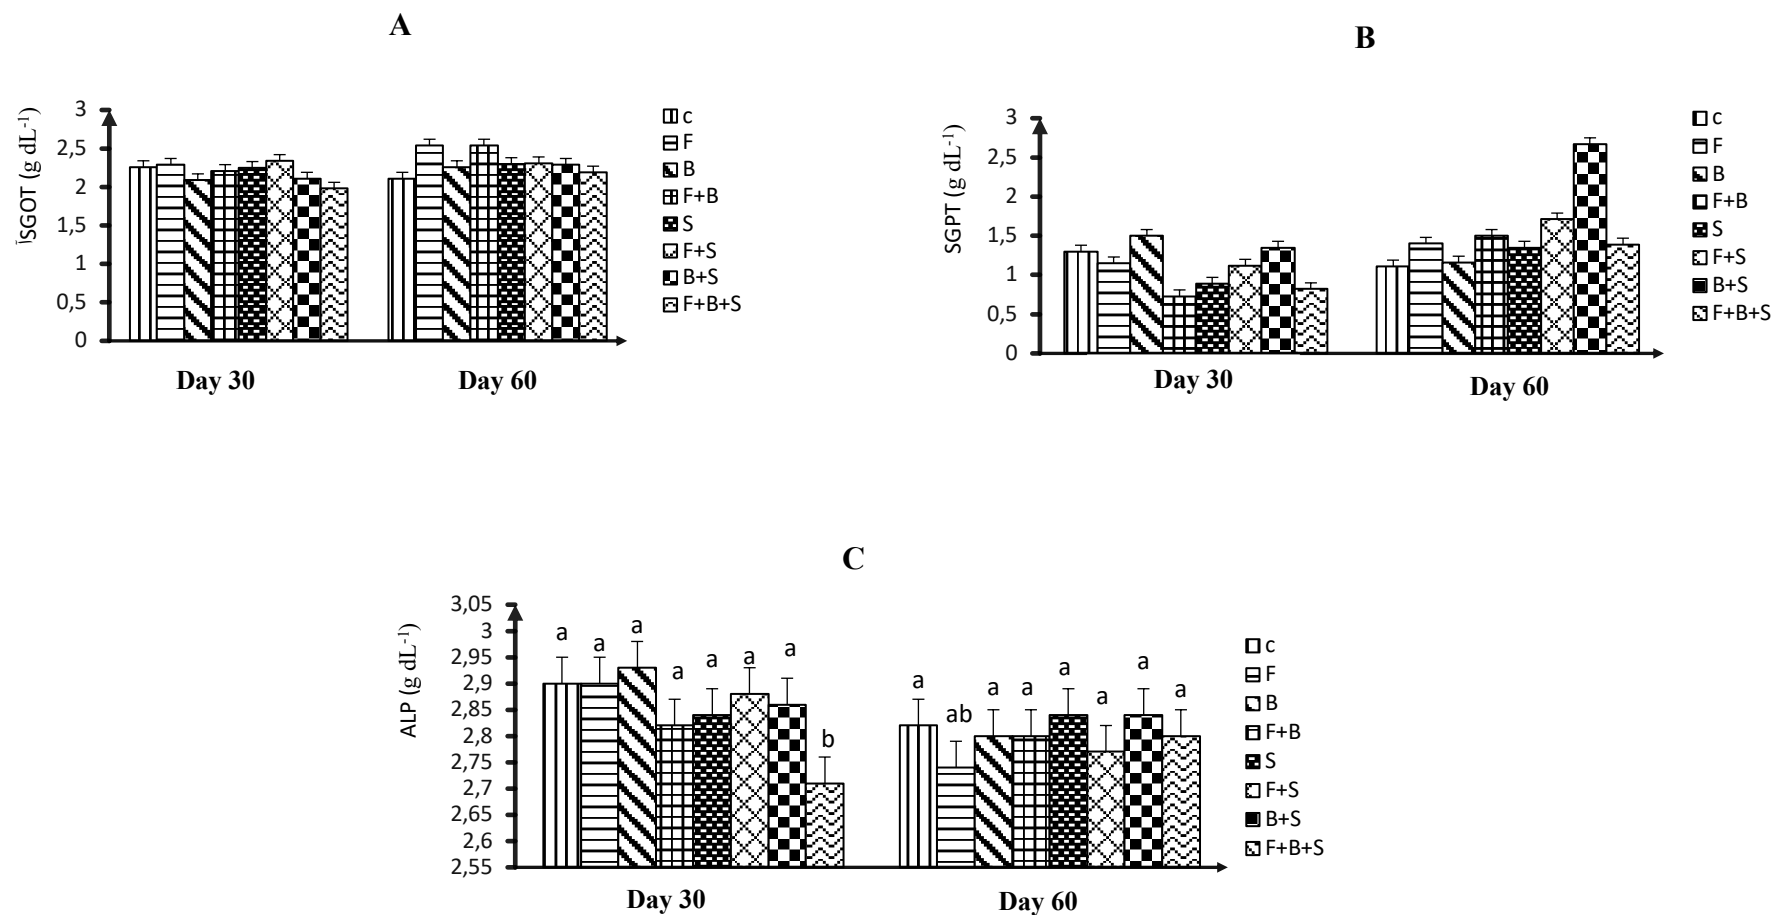 A
ISGOT (g dL-1)
3
2,5
2
1,5
1
0,5
0
Day 30
Day 60
c
F
B
F+B
S
F+S
B+S
F+B+S
B
SGPT (g dL-1)
3
2,5
2
1,5
1
0,5
0
Day 30
Day 60
c
F
B
F+B
S
F+S
B+S
F+B+S
C
ALP (g dL-1)
3,05
3
2,95
2,9
2,85
2,8
2,75
2,7
2,65
2,6
2,55
a a a a a a a b
a ab a a a a a a
Day 30
Day 60
c
F
B
F+B
S
F+S
B+S
F+B+S